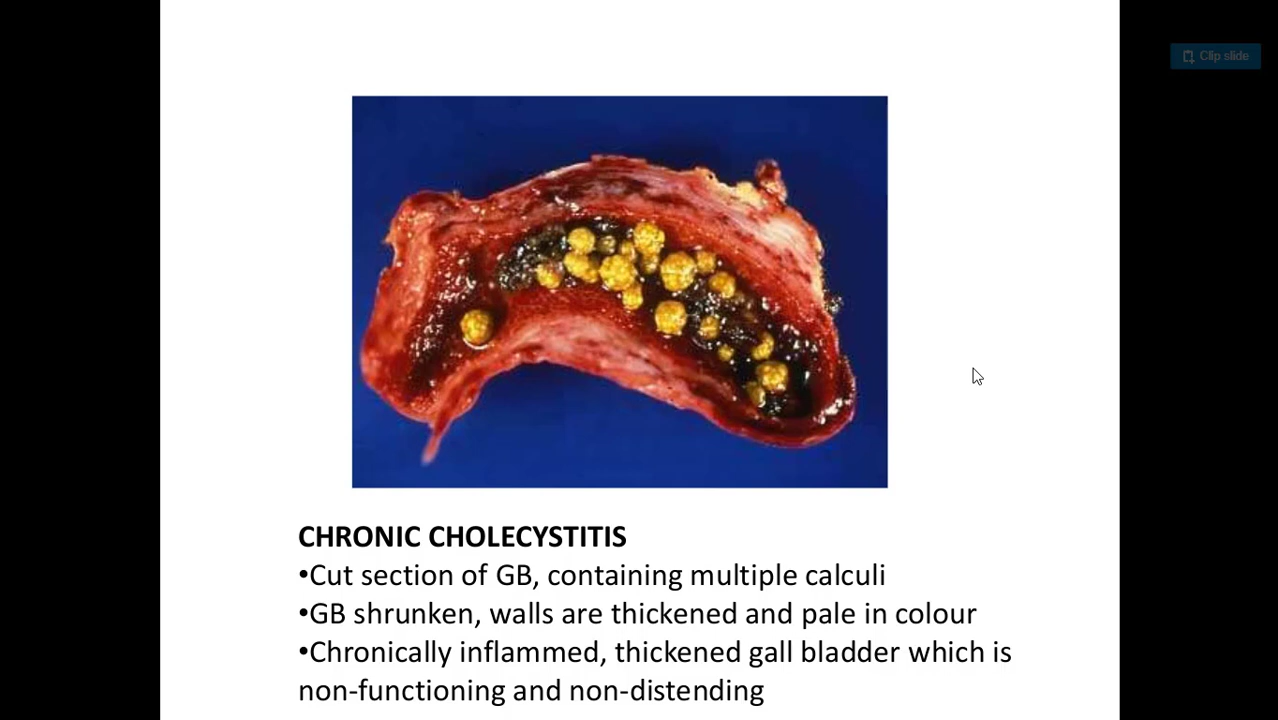 Clip slide
CHRONIC CHOLECYSTITIS
•Cut section of GB, containing multiple calculi
•GB shrunken, walls are thickened and pale in colour
•Chronically inflammed, thickened gall bladder which is
non-functioning and non-distending